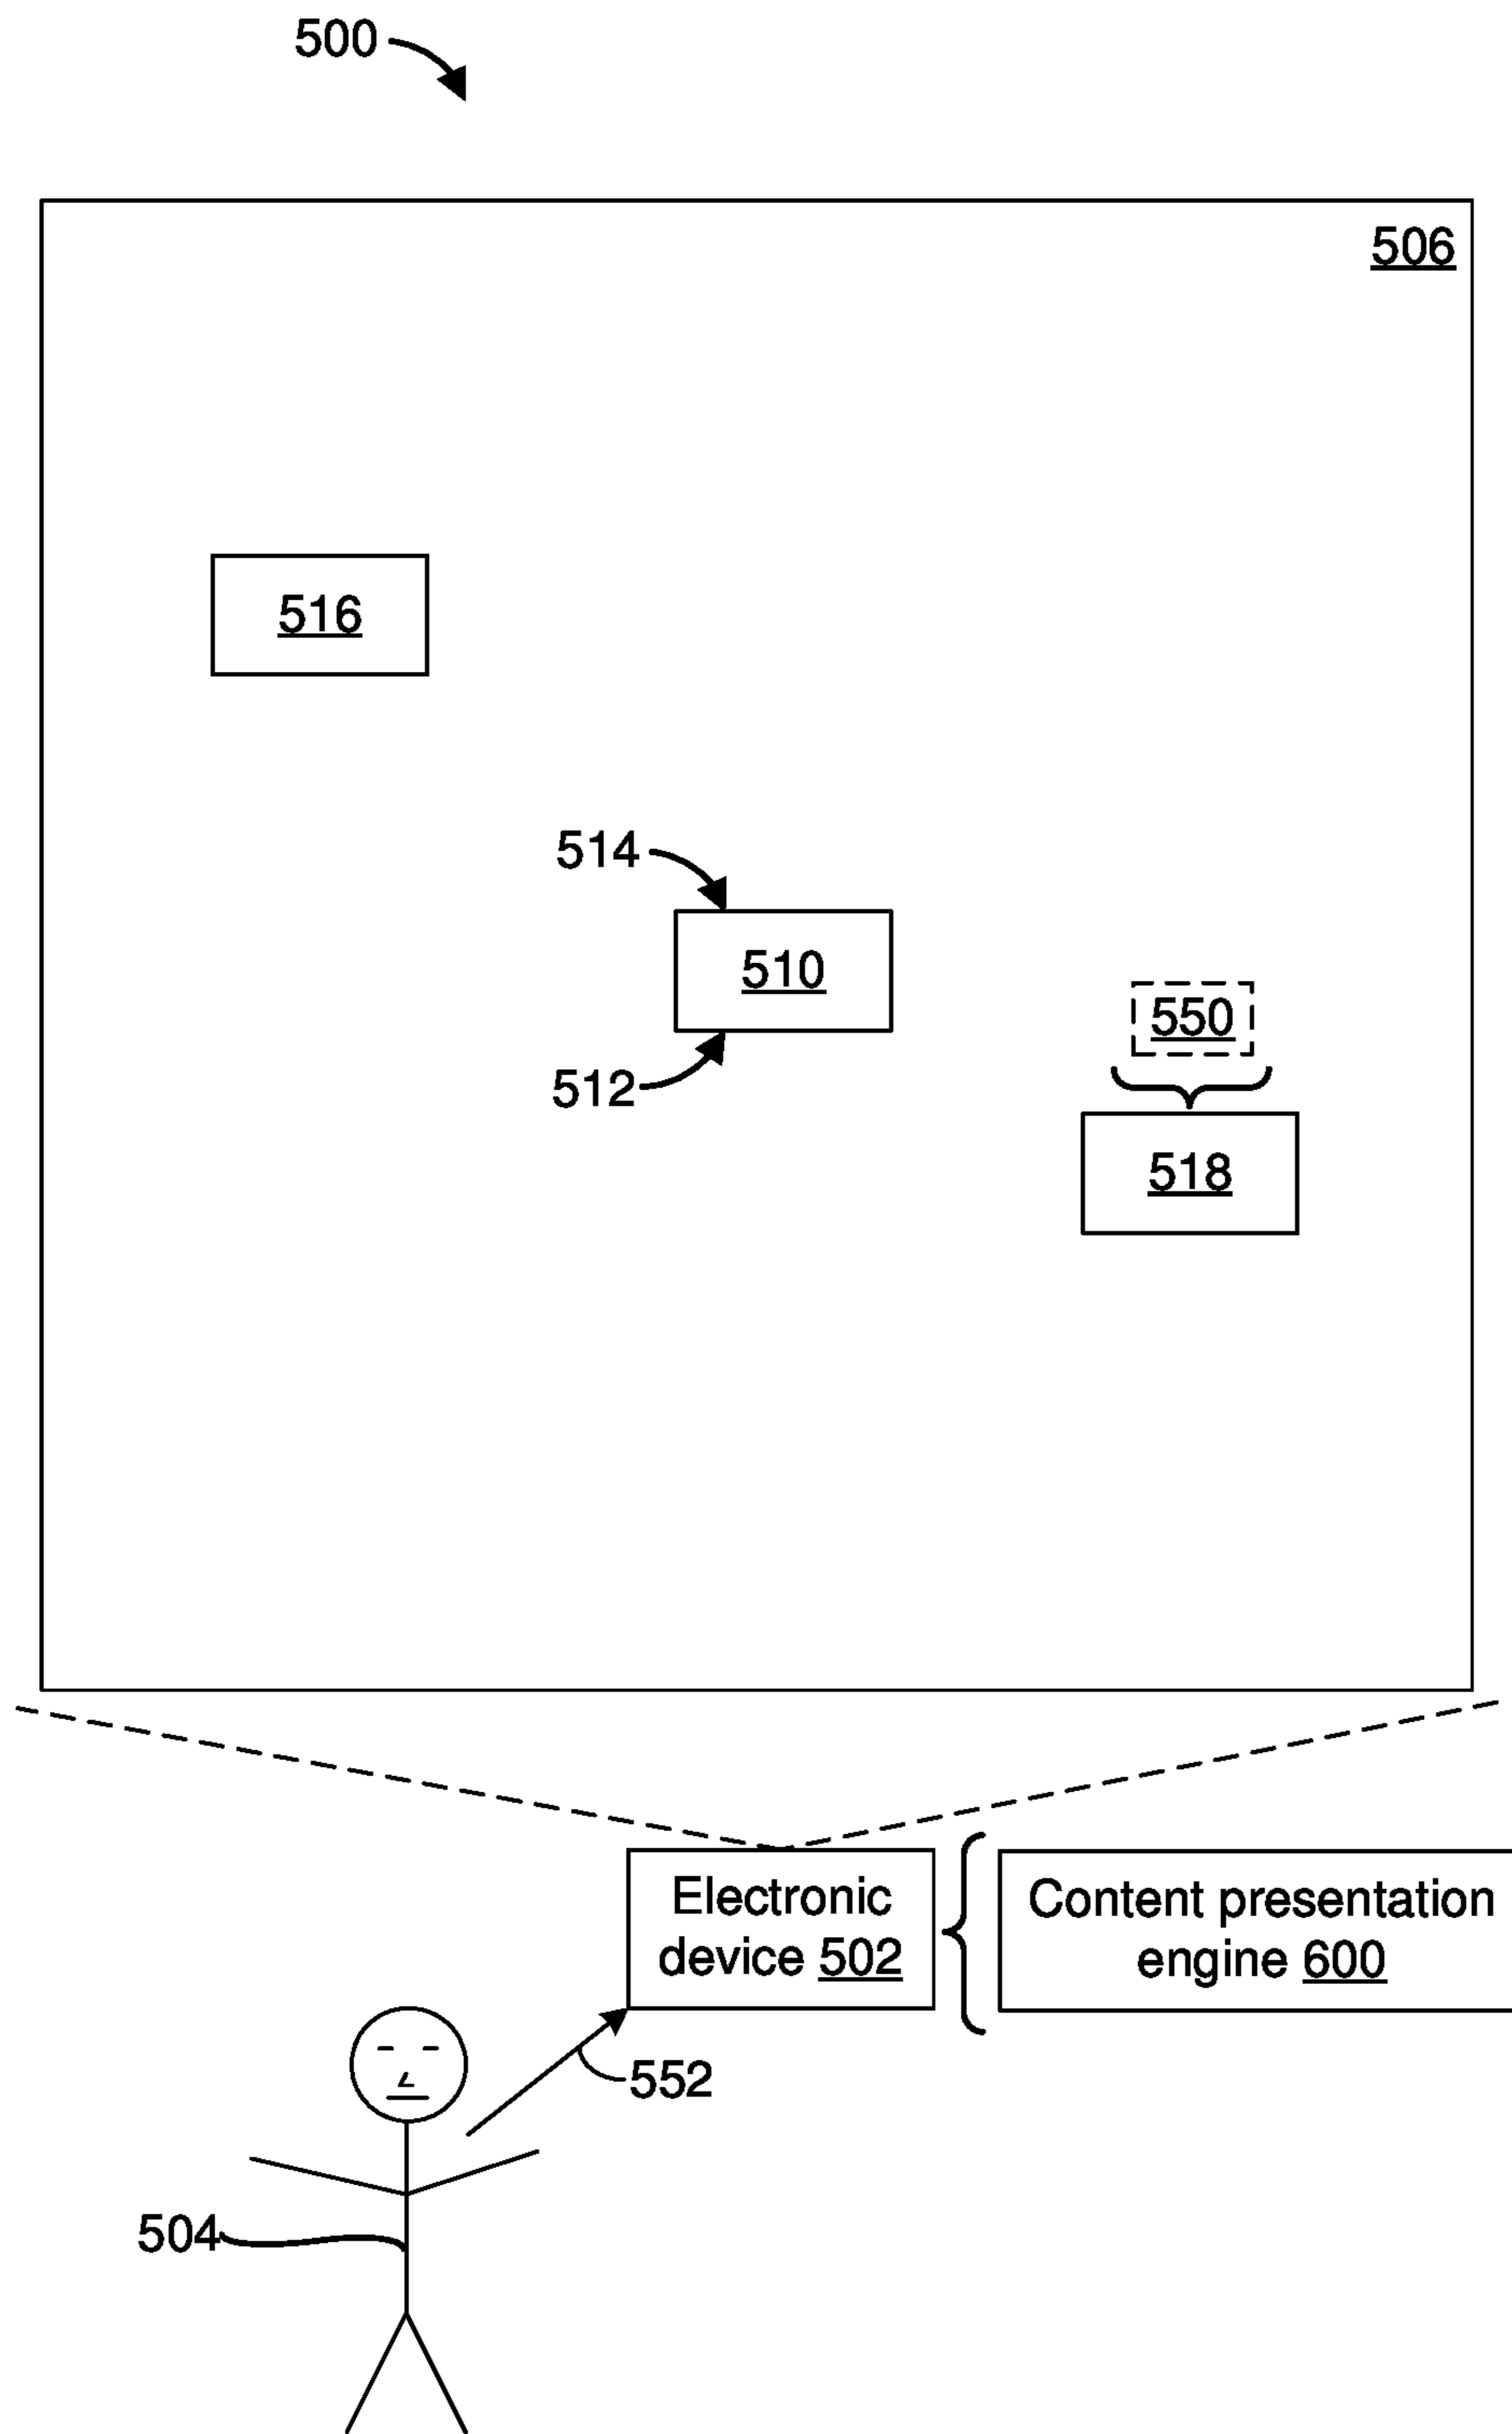 500
506
516
514
510
550
512
518
Electronic
device 502
Content presentation
engine 600
552
504